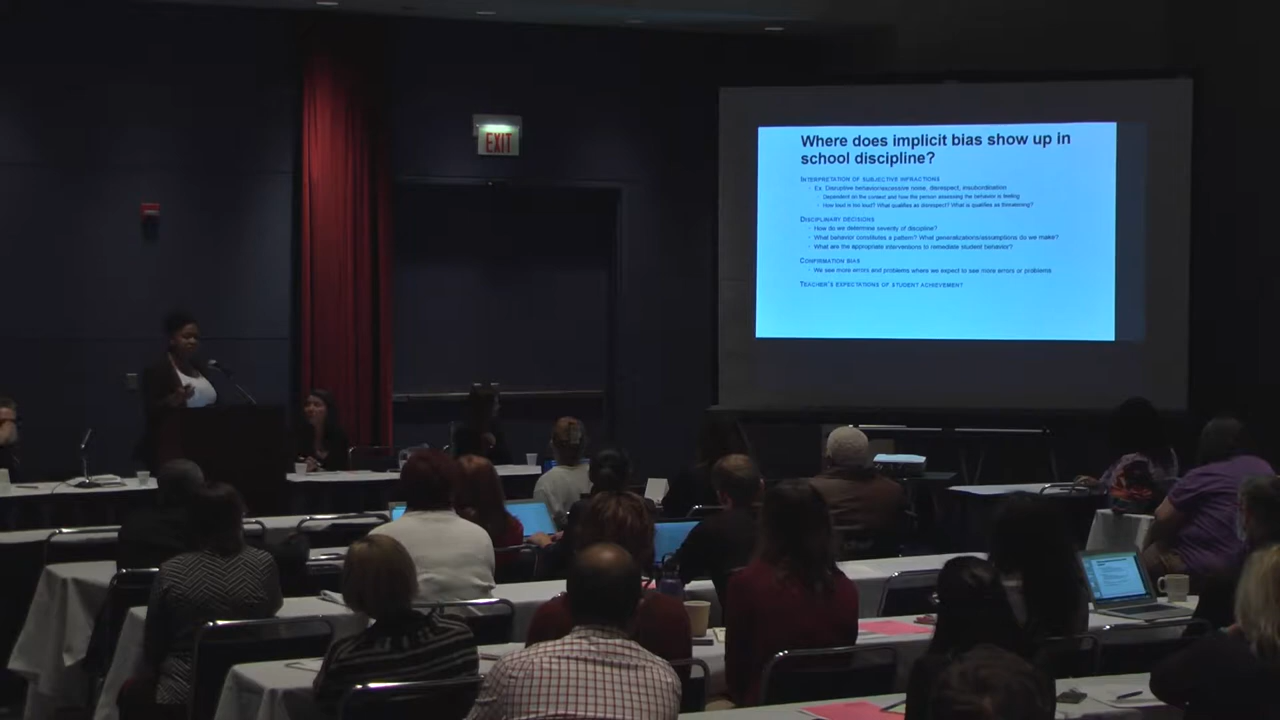 EXIT
Where does implicit bias show up in
school discipline?
INTERPRETATION OF SUBJECTIVE INFRACTIONS
Ex. Disruptive behavior/excessive noise, disrespect, insubordination
Dependent on the context and how the person assessing the behavior is feeling
How loud is too loud? What qualifies as disrespect? What is qualifies as threatening?
DISCIPLINARY DECISIONS
How do we determine severity of discipline?
What behavior constitutes a pattern? What generalizations/assumptions do we make?
What are the appropriate interventions to remediate student behavior?
CONFIRMATION BIAS
We see more errors and problems where we expect to see more errors or problems
TEACHER'S EXPECTATIONS OF STUDENT ACHIEVEMENT?